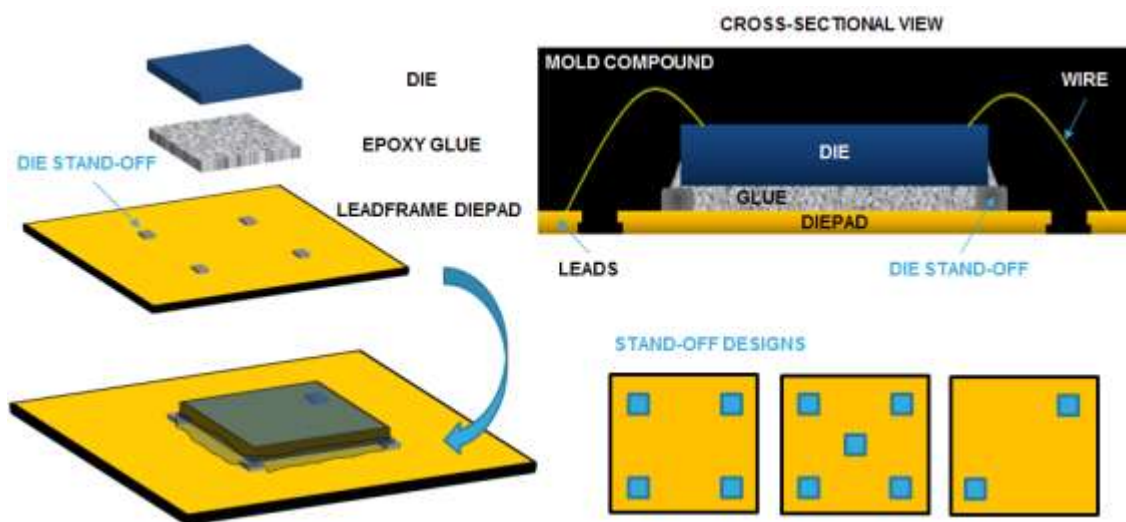 CROSS-SECTIONAL VIEW
MOLD COMPOUND
WIRE
DIE
DIE
EPOXY GLUE
DIE STAND-OFF
GLUE
LEADFRAME DIEPAD
DIEPAD
LEADS
DIE STAND-OFF
STAND-OFF DESIGNS